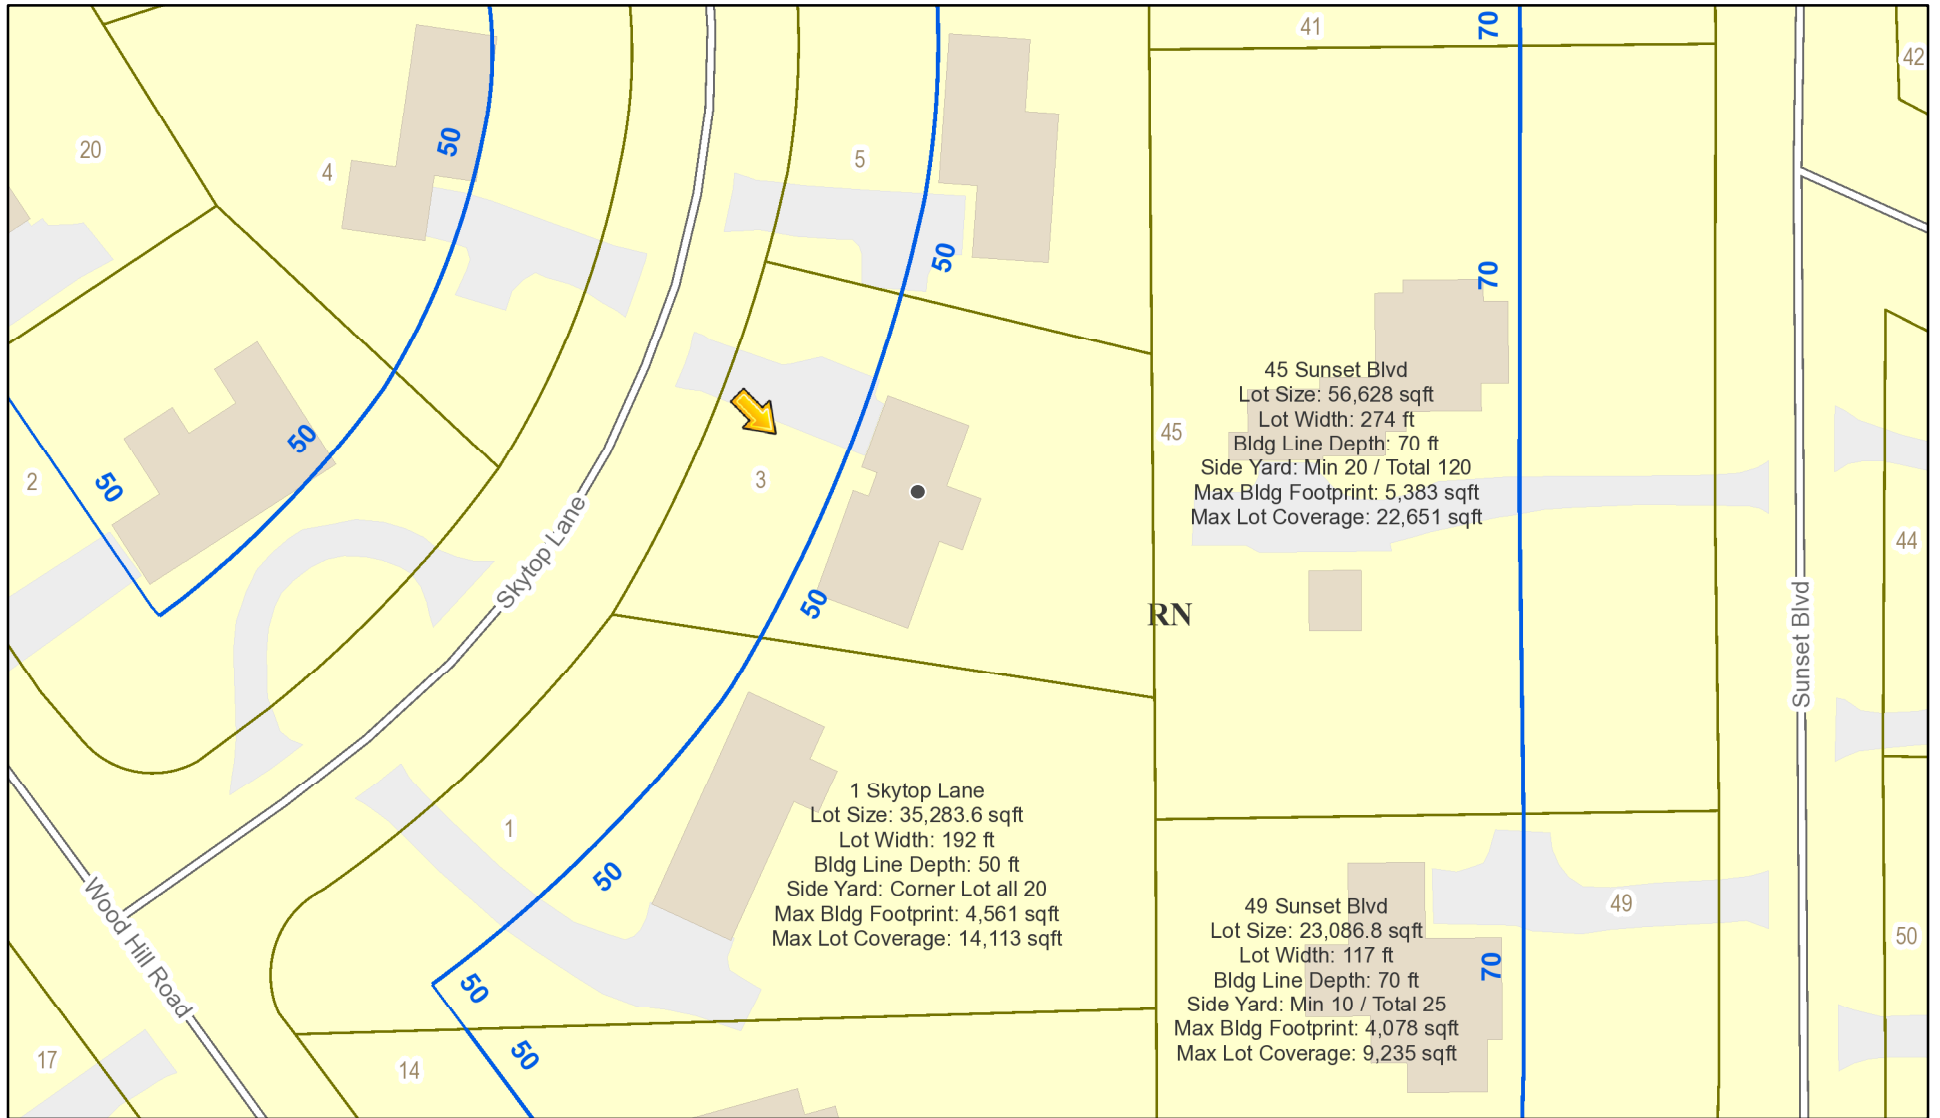 41
70
42
20
4
50
5
50
70
45 Sunset Blvd
Lot Size: 56,628 sqft
Lot Width: 274 ft
Bldg Line Depth: 70 ft
Side Yard: Min 20 / Total 120
Max Bldg Footprint: 5,383 sqft
Max Lot Coverage: 22,651 sqft
45
50
2
50
3
44
Skytop Lane
50
RN
Sunset Blvd
1 Skytop Lane
Lot Size: 35,283.6 sqft
Lot Width: 192 ft
Bldg Line Depth: 50 ft
Side Yard: Corner Lot all 20
Max Bldg Footprint: 4,561 sqft
Max Lot Coverage: 14,113 sqft
1
50
Wood Hill Road
49 Sunset Blvd
Lot Size: 23,086.8 sqft
Lot Width: 117 ft
Bldg Line Depth: 70 ft
Side Yard: Min 10 / Total 25
Max Bldg Footprint: 4,078 sqft
Max Lot Coverage: 9,235 sqft
49
70
50
50
50
17
14